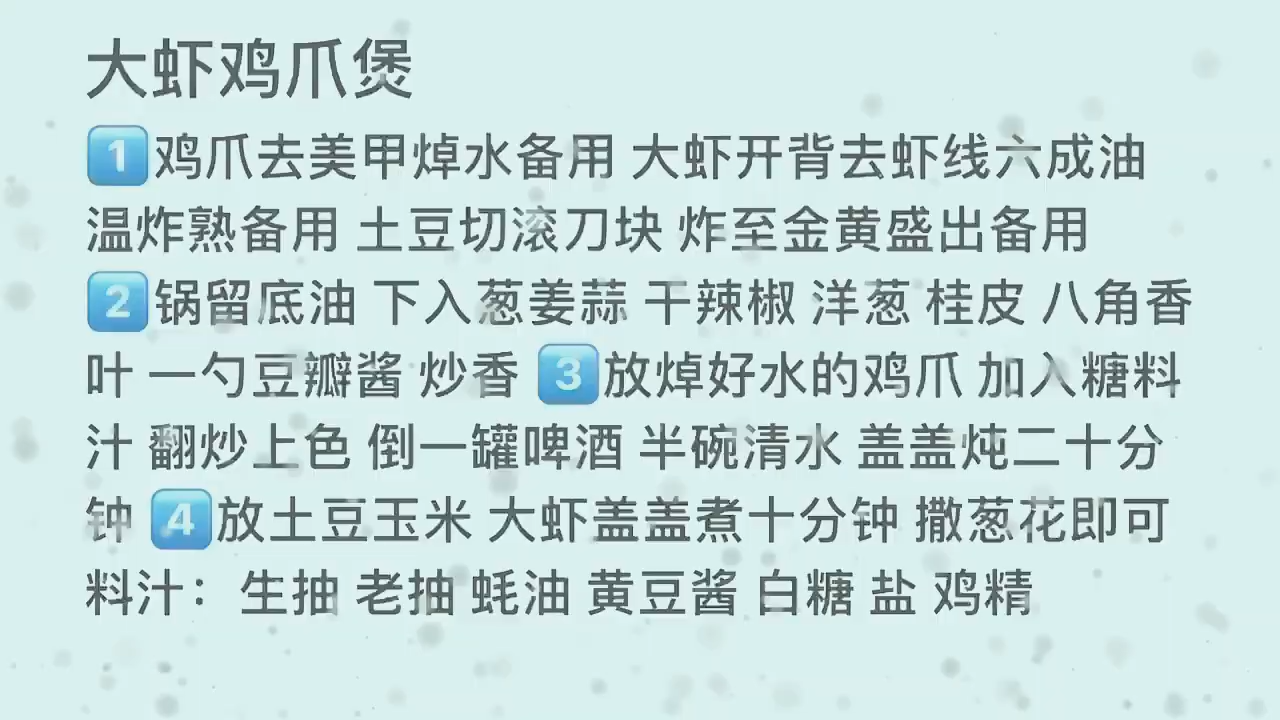 大虾鸡爪煲
1️⃣鸡爪去美甲焯水备用 大虾开背去虾线六成油
温炸熟备用 土豆切滚刀块 炸至金黄盛出备用
2️⃣锅留底油 下入葱姜蒜 干辣椒 洋葱 桂皮 八角香
叶 一勺豆瓣酱 炒香 3️⃣放焯好水的鸡爪 加入糖料
汁 翻炒上色 倒一罐啤酒 半碗清水 盖盖炖二十分
钟 4️⃣放土豆玉米 大虾盖盖煮十分钟 撒葱花即可
料汁：生抽 老抽 蚝油 黄豆酱 白糖 盐 鸡精